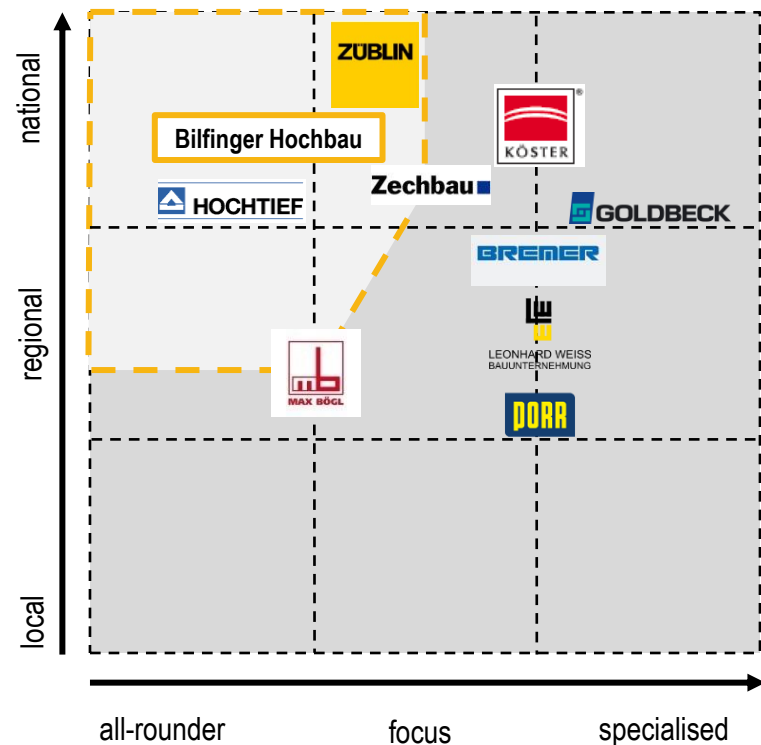 national
regional
local
ZÜBLIN
Bilfinger Hochbau
KÖSTER
®
Zechbau
HOCHTIEF
GOLDBECK
BREMER
LEONHARD WEISS
BAUUNTERNEHMUNG
mb
MAX BÖGL
PORR
all-rounder
focus
specialised